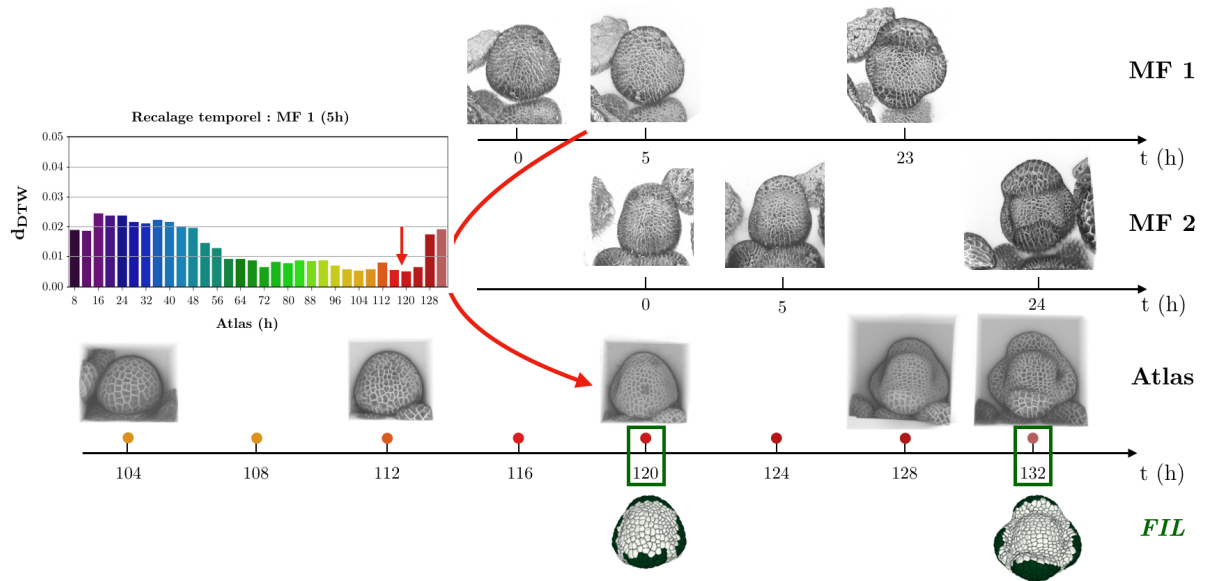 MF 1
0
5
23
t (h)
Recalage temporel : MF 1 (5h)
0.05
0.04
0.03
0.02
0.01
0.00
d_DTW
8 16 24 32 40 48 56 64 72 80 88 96 104 112 120 128
Atlas (h)
MF 2
0
5
24
t (h)
Atlas
104 108 112 116 120 124 128 132 t (h)
FIL